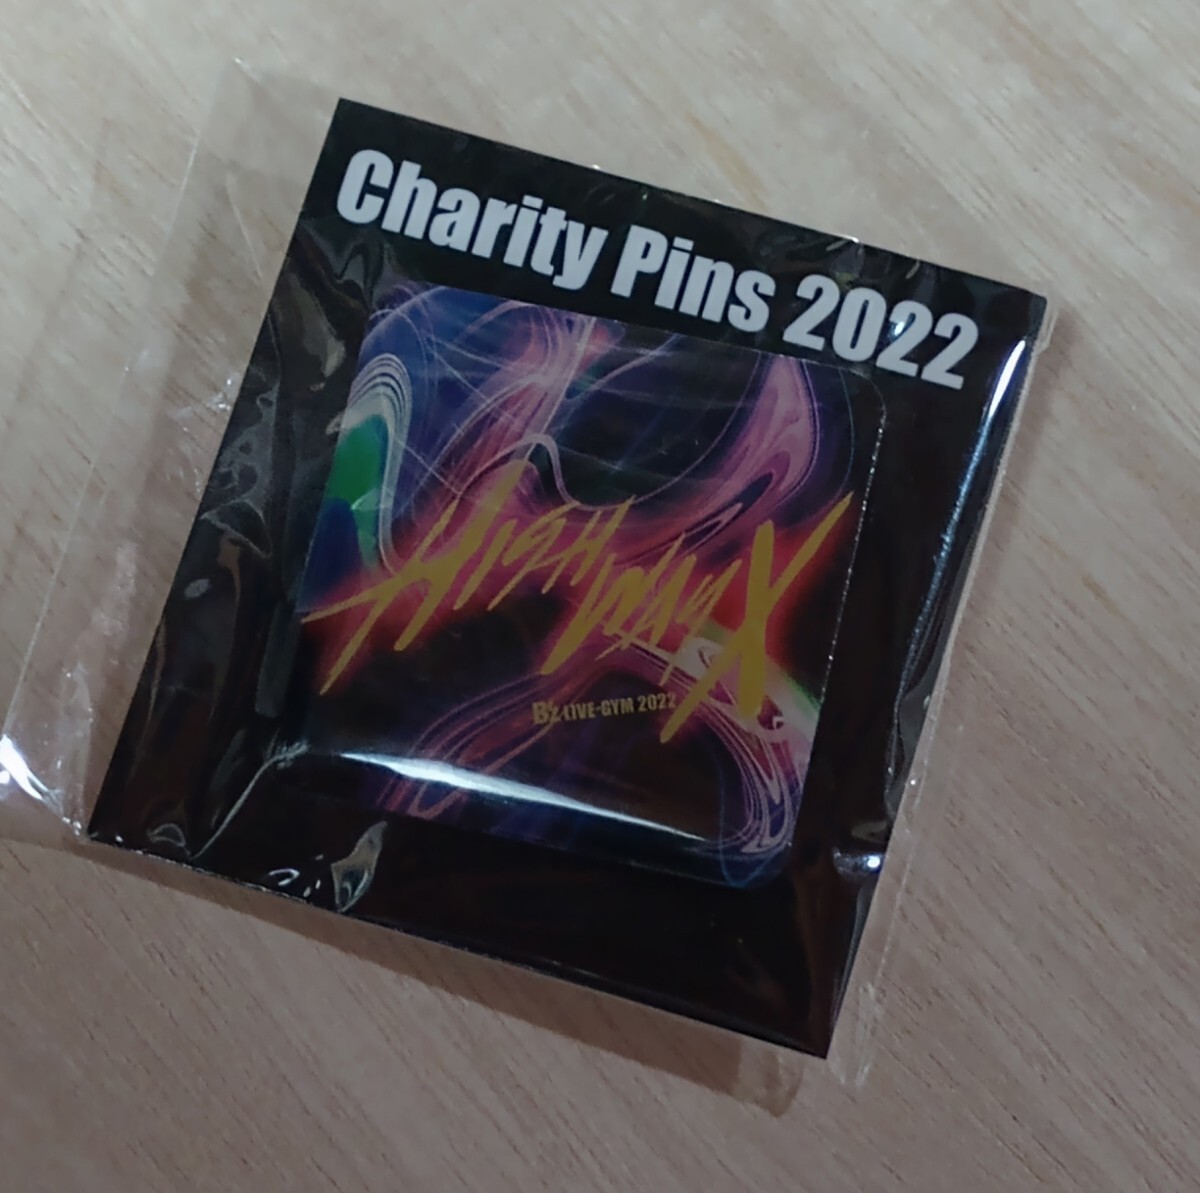 Charity Pins 2022
Highway X
B'z LIVE-GYM 2022